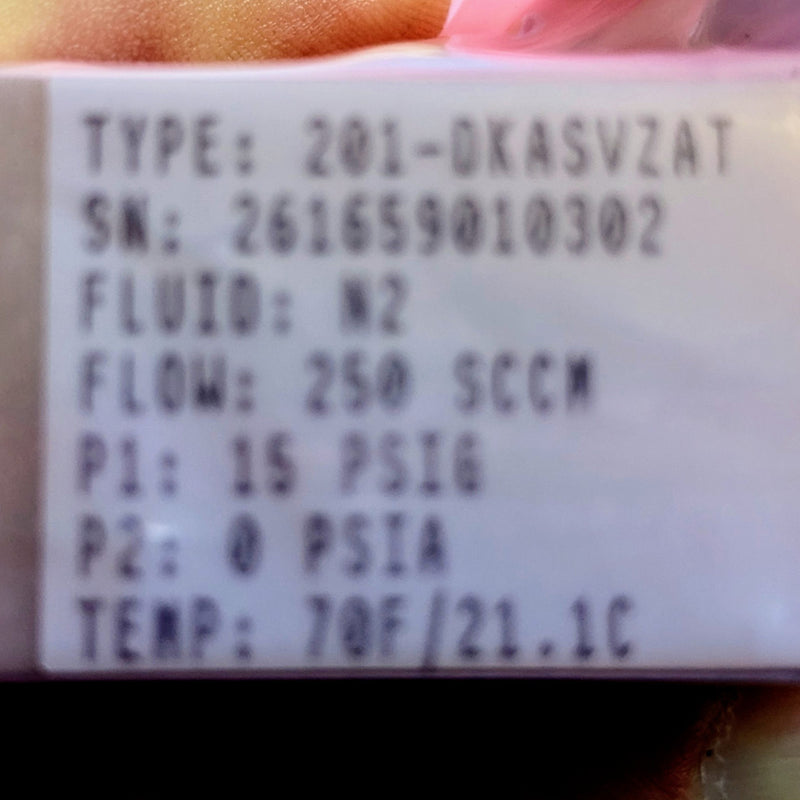 TYPE: 201-DKASVZAT
SN: 261659010302
FLUID: N2
FLOW: 250 SCCM
P1: 15 PSIG
P2: 0 PSIA
TEMP: 70F/21.1C